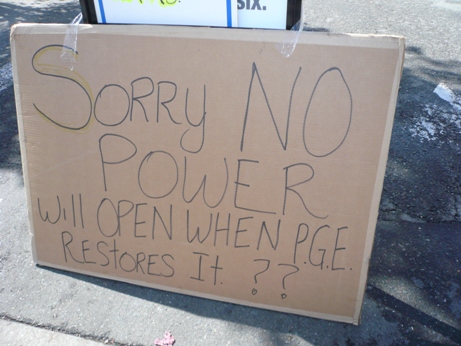 SIX.
SORRY NO
POWER
Will OPEN WHEN P.G.E.
RESTORES It. ??